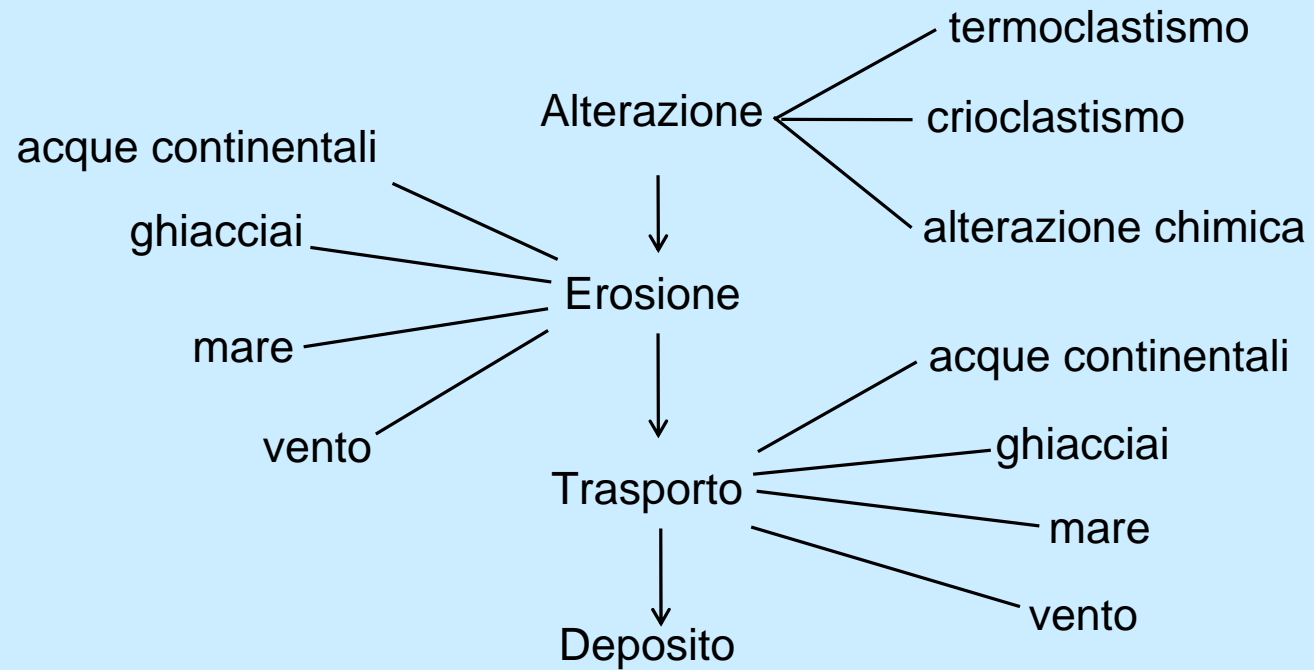 termoclastismo
Alterazione
crioclastismo
acque continentali
alterazione chimica
ghiacciai
Erosione
mare
acque continentali
vento
ghiacciai
Trasporto
mare
vento
Deposito